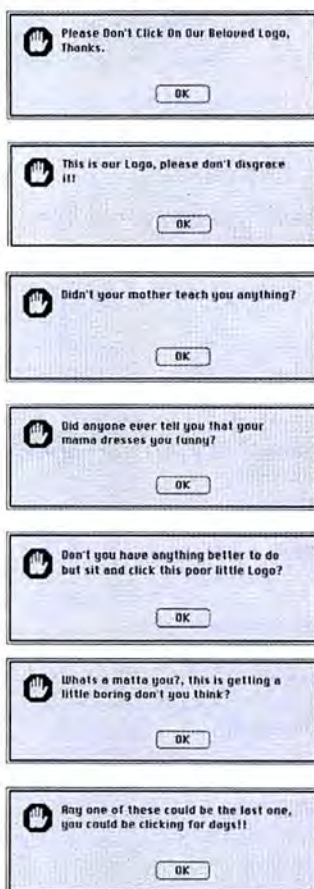 Please Don't Click On Our Beloved Logo,
Thanks.
OK
This is our Logo, please don't disgrace
it!
OK
Didn't your mother teach you anything?
OK
Did anyone ever tell you that your
mama dresses you funny?
OK
Don't you have anything better to do
but sit and click this poor little Logo?
OK
Whats a matta you?, this is getting a
little boring don't you think?
OK
Any one of these could be the last one,
you could be clicking for days!!
OK